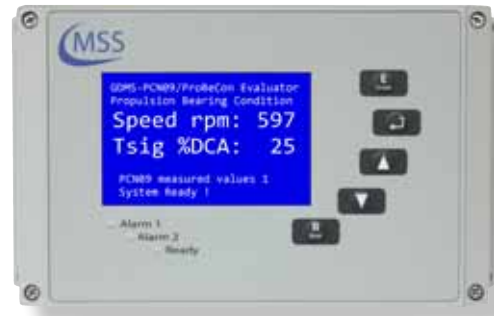 MSS
GDMS-PCN09/ProBeCon Evaluator
Propulsion Bearing Condition
Speed rpm: 597
Tsig %DCA: 25
PCN09 measured values 1
System Ready !
Alarm 1
Alarm 2
Ready
E